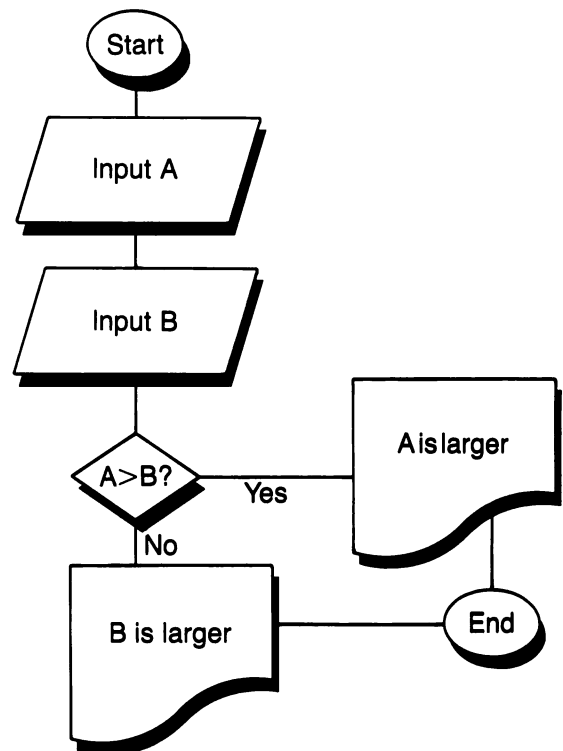 Start
Input A
Input B
A>B?
Yes
A is larger
No
B is larger
End